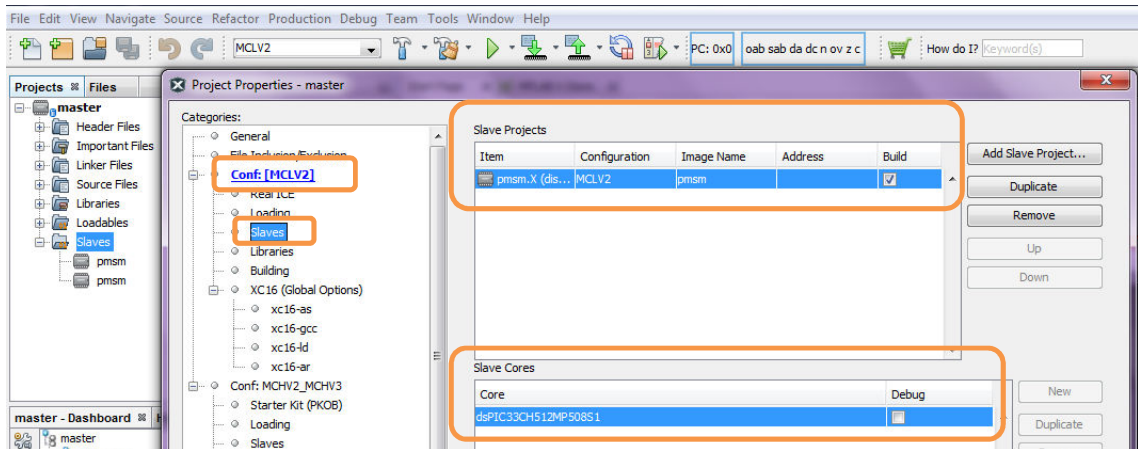 File Edit View Navigate Source Refactor Production Debug Team Tools Window Help
MCLV2
PC: 0x0
oab sab da dc n ov z c
How do I? Keyword(s)
Projects Files
master
Header Files
Important Files
Linker Files
Source Files
Libraries
Loadables
Slaves
pmsm
pmsm
master - Dashboard
master
Project Properties - master
Categories:
General
File Inclusion/Exclusion
Conf: [MCLV2]
Real ICE
Loading
Slaves
Libraries
Building
XC16 (Global Options)
xc16-as
xc16-gcc
xc16-ld
xc16-ar
Conf: MCHV2_MCHV3
Starter Kit (PKOB)
Loading
Slaves
Slave Projects
Item Configuration Image Name Address Build
pmsm.X (dis... MCLV2 pmsm
Add Slave Project...
Duplicate
Remove
Up
Down
Slave Cores
Core Debug
dsPIC33CH512MP508S1
New
Duplicate